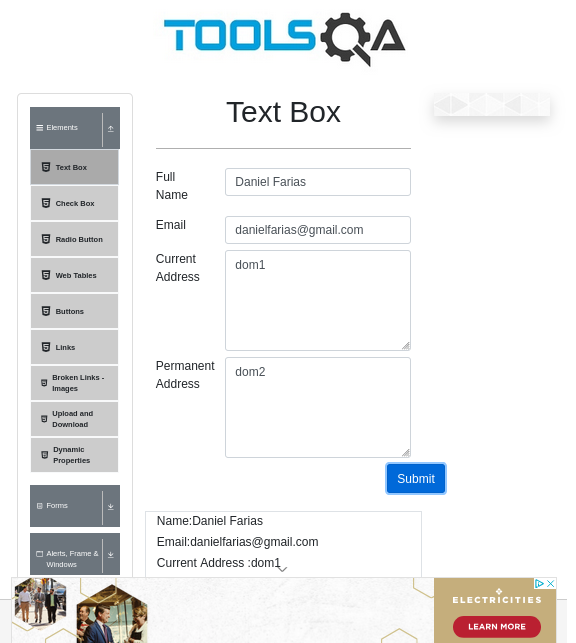 TOOLSQA
Text Box
Elements
Text Box
Check Box
Radio Button
Web Tables
Buttons
Links
Broken Links -
Images
Upload and
Download
Dynamic
Properties
Forms
Alerts, Frame &
Windows
Full
Name
Daniel Farias
Email
danielfarias@gmail.com
Current
Address
dom1
Permanent
Address
dom2
Submit
Name:Daniel Farias
Email:danielfarias@gmail.com
Current Address :dom1
ELECTRICITIES
LEARN MORE